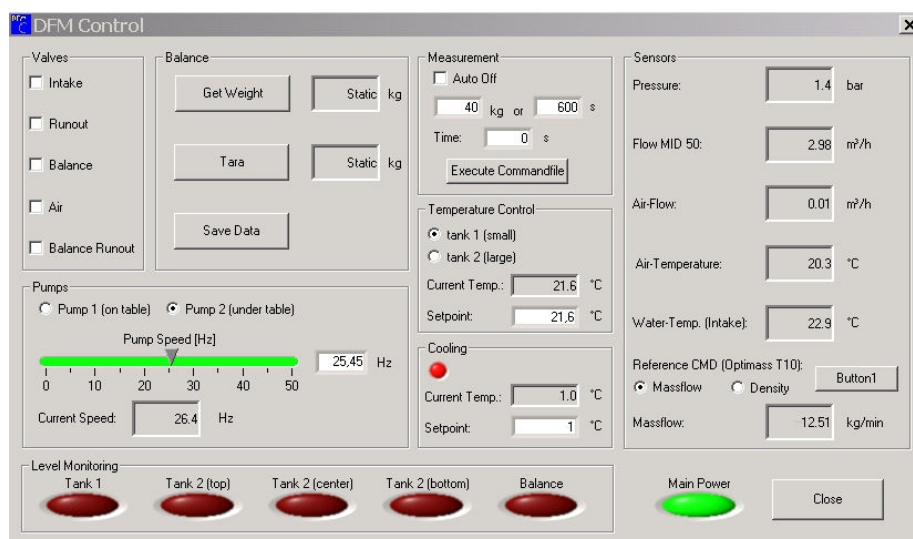 DFM Control
Valves
Intake
Runout
Balance
Air
Balance Runout
Balance
Get Weight Static kg
Tara Static kg
Save Data
Measurement
Auto Off
40 kg or 600 s
Time: 0 s
Execute Commandfile
Temperature Control
tank 1 (small)
tank 2 (large)
Current Temp.: 21.6 °C
Setpoint: 21,6 °C
Cooling
Current Temp.: 1.0 °C
Setpoint: 1 °C
Sensors
Pressure: 1.4 bar
Flow MID 50: 2.98 m³/h
Air-Flow: 0.01 m³/h
Air-Temperature: 20.3 °C
Water-Temp. (Intake): 22.9 °C
Reference CMD (Optimass T10):
Massflow Density Button1
Massflow: -12.51 kg/min
Pumps
Pump 1 (on table) Pump 2 (under table)
Pump Speed [Hz]
25,45 Hz
0 10 20 30 40 50
Current Speed: 26.4 Hz
Level Monitoring
Tank 1 Tank 2 (top) Tank 2 (center) Tank 2 (bottom) Balance
Main Power
Close